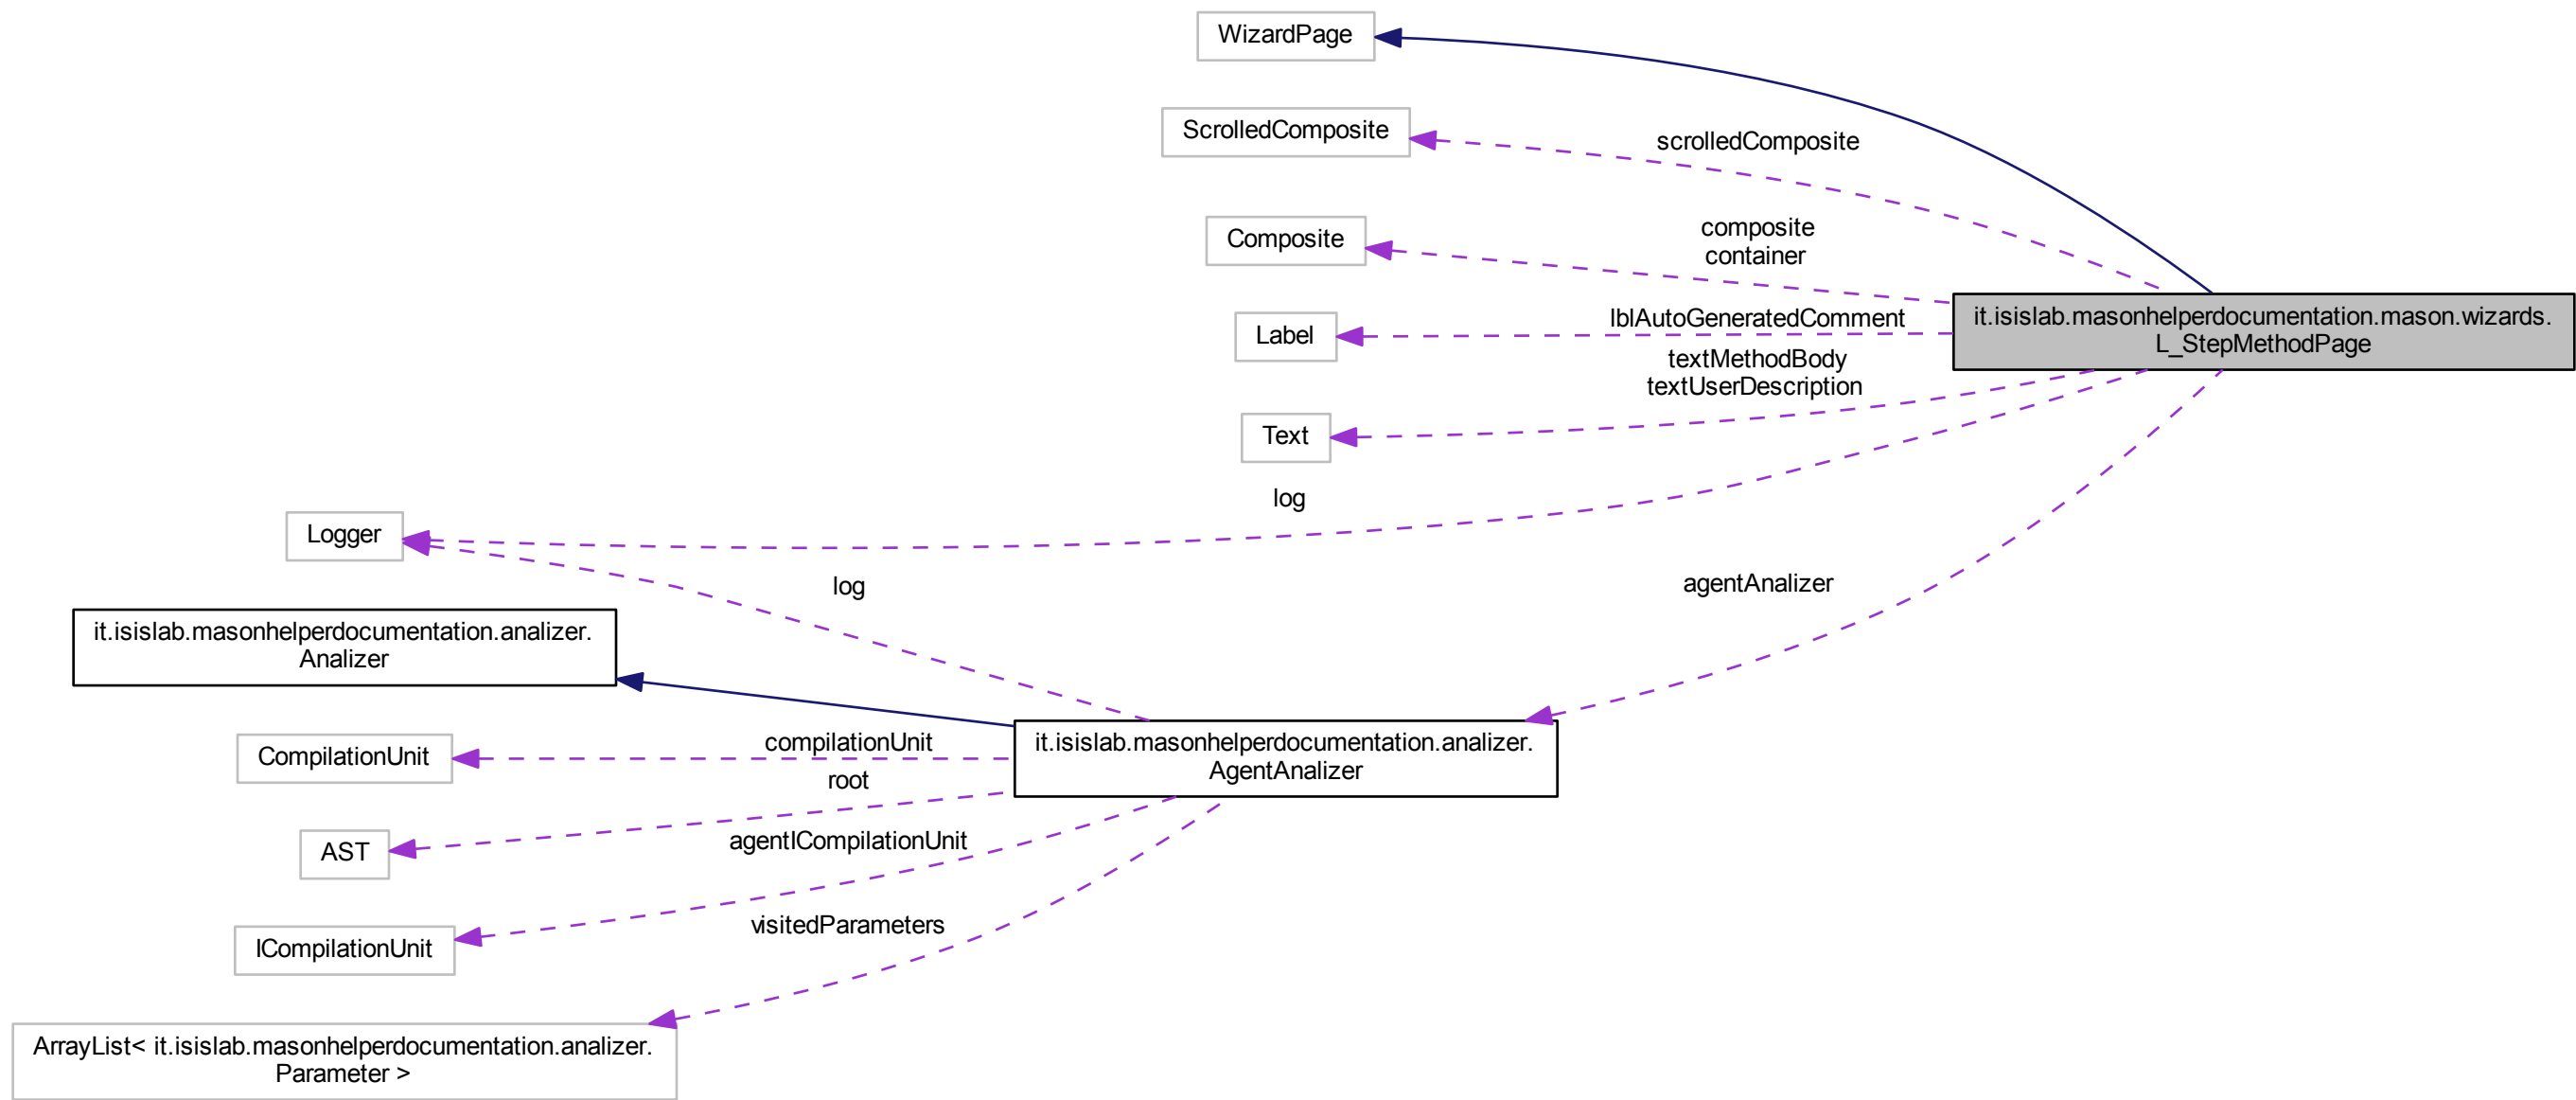 WizardPage
ScrolledComposite
scrolledComposite
Composite
composite
container
Label
lblAutoGeneratedComment
it.isislab.masonhelperdocumentation.mason.wizards.
L_StepMethodPage
textMethodBody
textUserDescription
Text
log
Logger
log
agentAnalizer
it.isislab.masonhelperdocumentation.analizer.
Analizer
CompilationUnit
compilationUnit
it.isislab.masonhelperdocumentation.analizer.
AgentAnalizer
root
AST
agentICompilationUnit
ICompilationUnit
visitedParameters
ArrayList< it.isislab.masonhelperdocumentation.analizer.
Parameter >